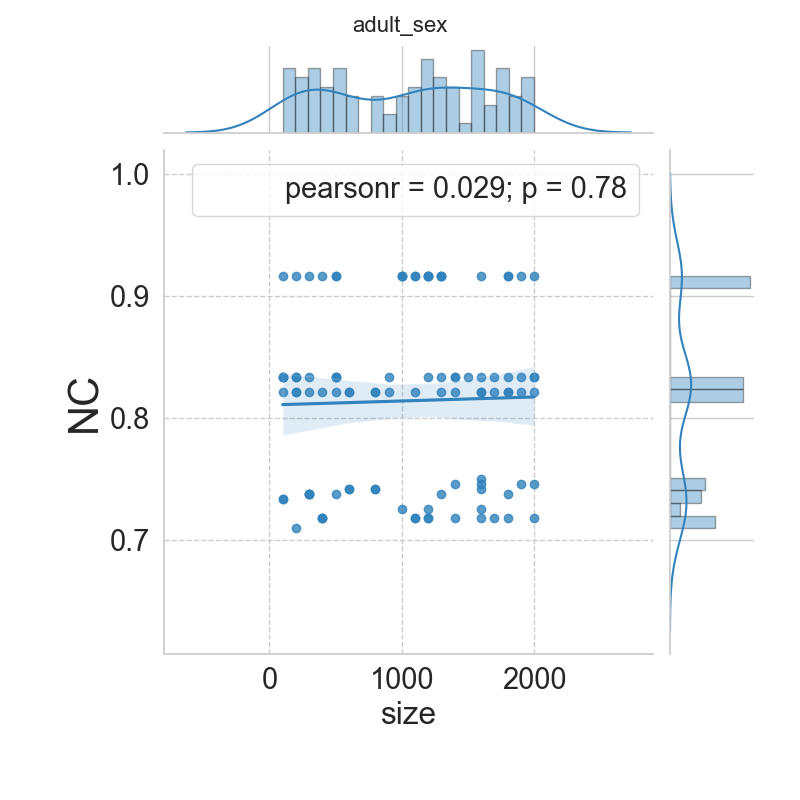 adult_sex
pearsonr = 0.029; p = 0.78
1.0
0.9
0.8
0.7
NC
0 1000 2000
size